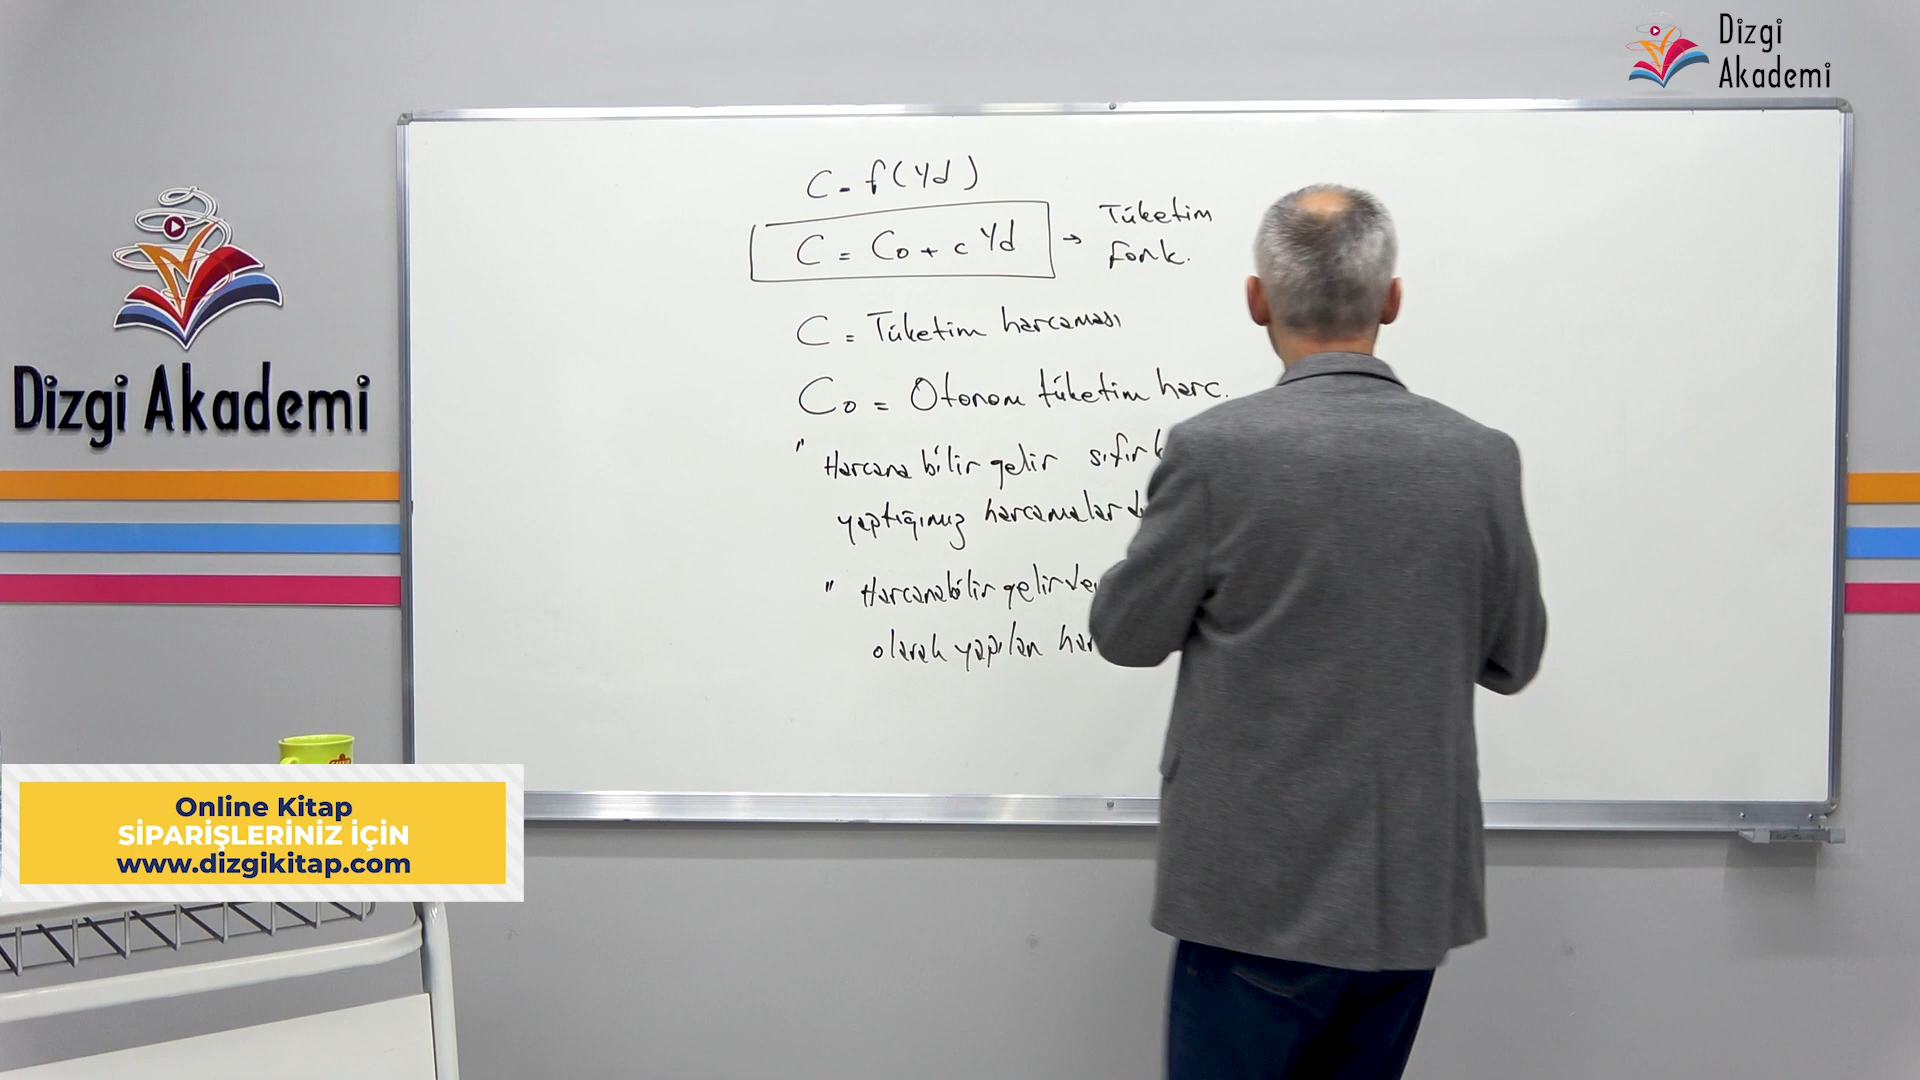 Dizgi
Akademi
C = f(Yd)
C = Co + c Yd → Tüketim
fonk.
C = Tüketim harcaması
Co = Otonom tüketim harc.
" Harcanabilir gelir sıfır
yaptığımız harcamalar
" Harcanabilir gelirden
olarak yapılan
Dizgi Akademi
Online Kitap
SİPARİŞLERİNİZ İÇİN
www.dizgikitap.com